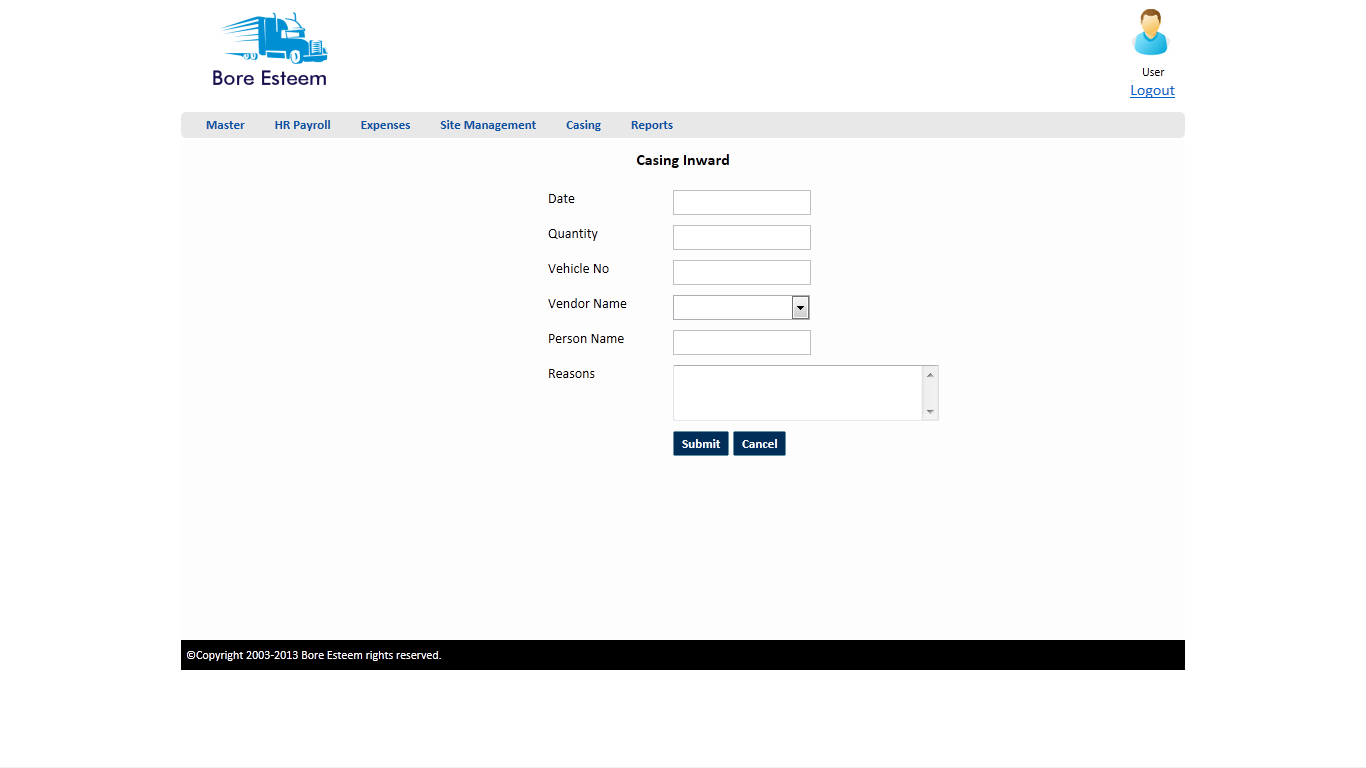 Bore Esteem
User
Logout
Master HR Payroll Expenses Site Management Casing Reports
Casing Inward
Date
Quantity
Vehicle No
Vendor Name
Person Name
Reasons
Submit Cancel
©Copyright 2003-2013 Bore Esteem rights reserved.